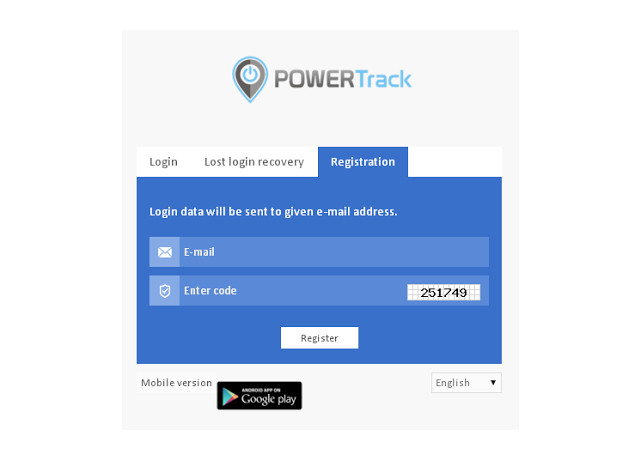 POWERTrack
Login Lost login recovery Registration
Login data will be sent to given e-mail address.
E-mail
Enter code 251749
Register
Mobile version ANDROID APP ON Google play English